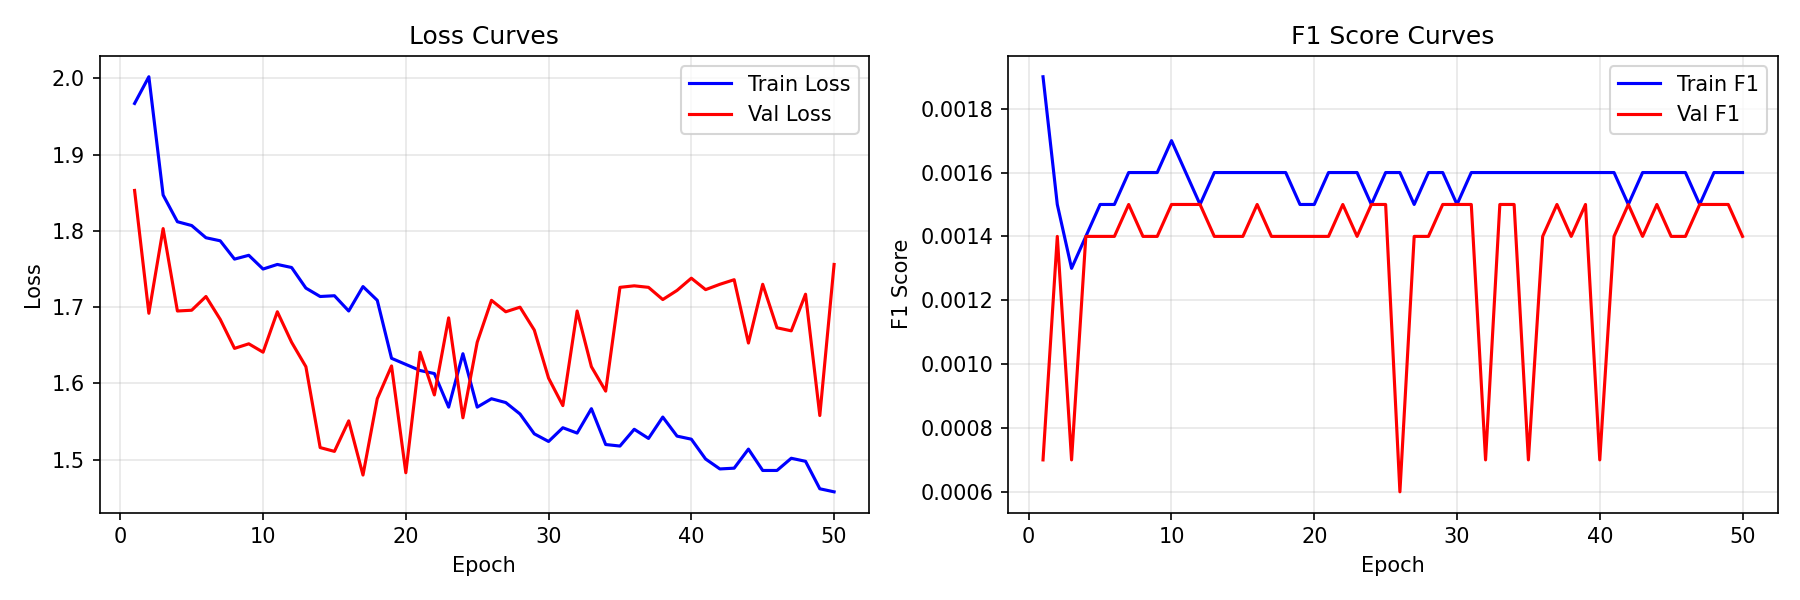 Loss Curves
Train Loss
Val Loss
2.0
1.9
1.8
1.7
1.6
1.5
Loss
0 10 20 30 40 50
Epoch
F1 Score Curves
Train F1
Val F1
0.0018
0.0016
0.0014
0.0012
0.0010
0.0008
0.0006
F1 Score
0 10 20 30 40 50
Epoch